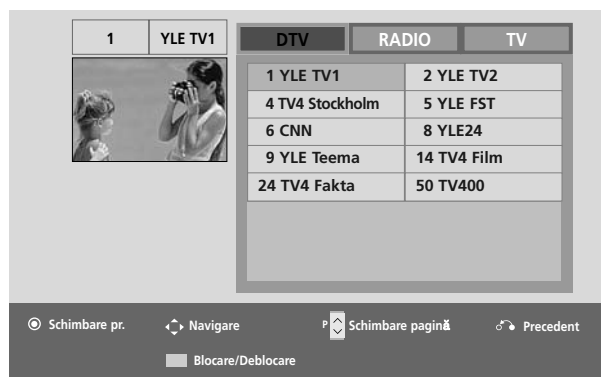 1 YLE TV1
DTV RADIO TV
1 YLE TV1 2 YLE TV2
4 TV4 Stockholm 5 YLE FST
6 CNN 8 YLE24
9 YLE Teema 14 TV4 Film
24 TV4 Fakta 50 TV400
Schimbare pr. Navigare P Schimbare pagină Precedent
Blocare/Deblocare